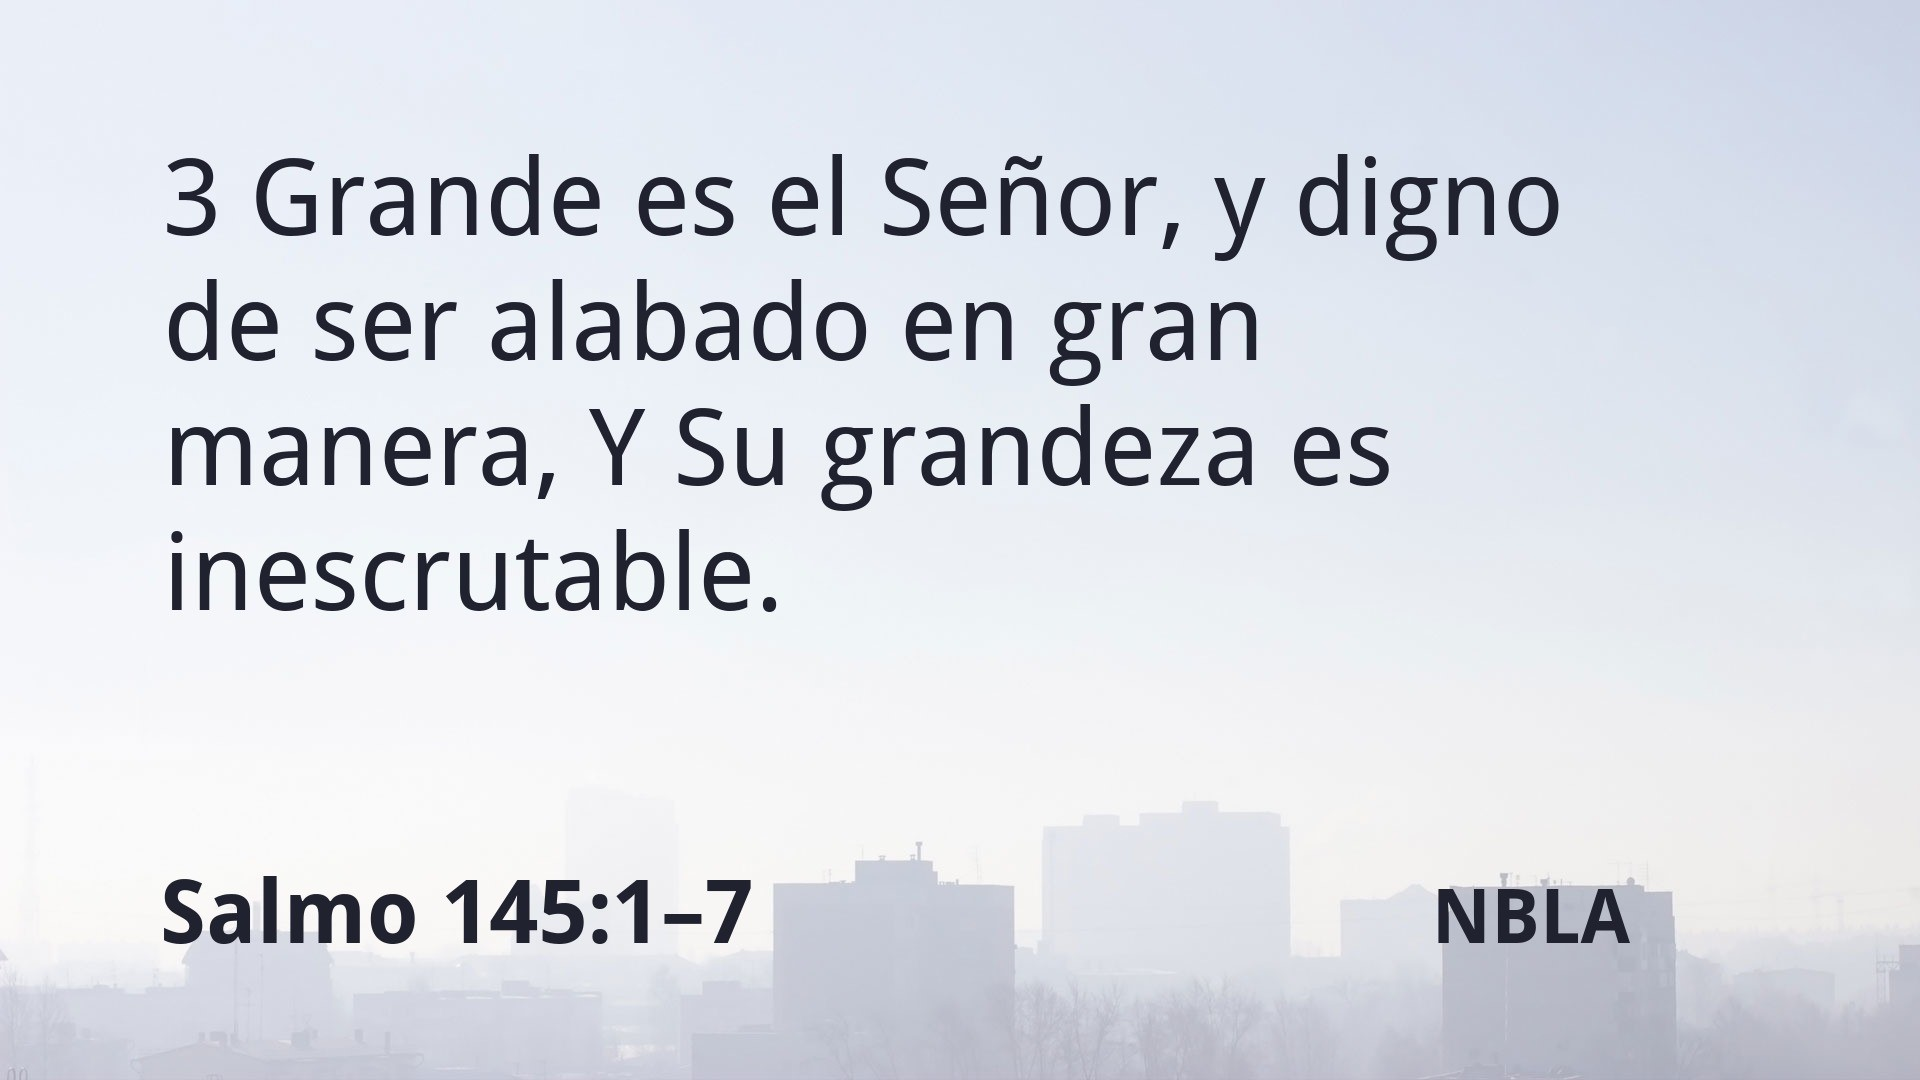 3 Grande es el Señor, y digno
de ser alabado en gran
manera, Y Su grandeza es
inescrutable.
Salmo 145:1–7
NBLA